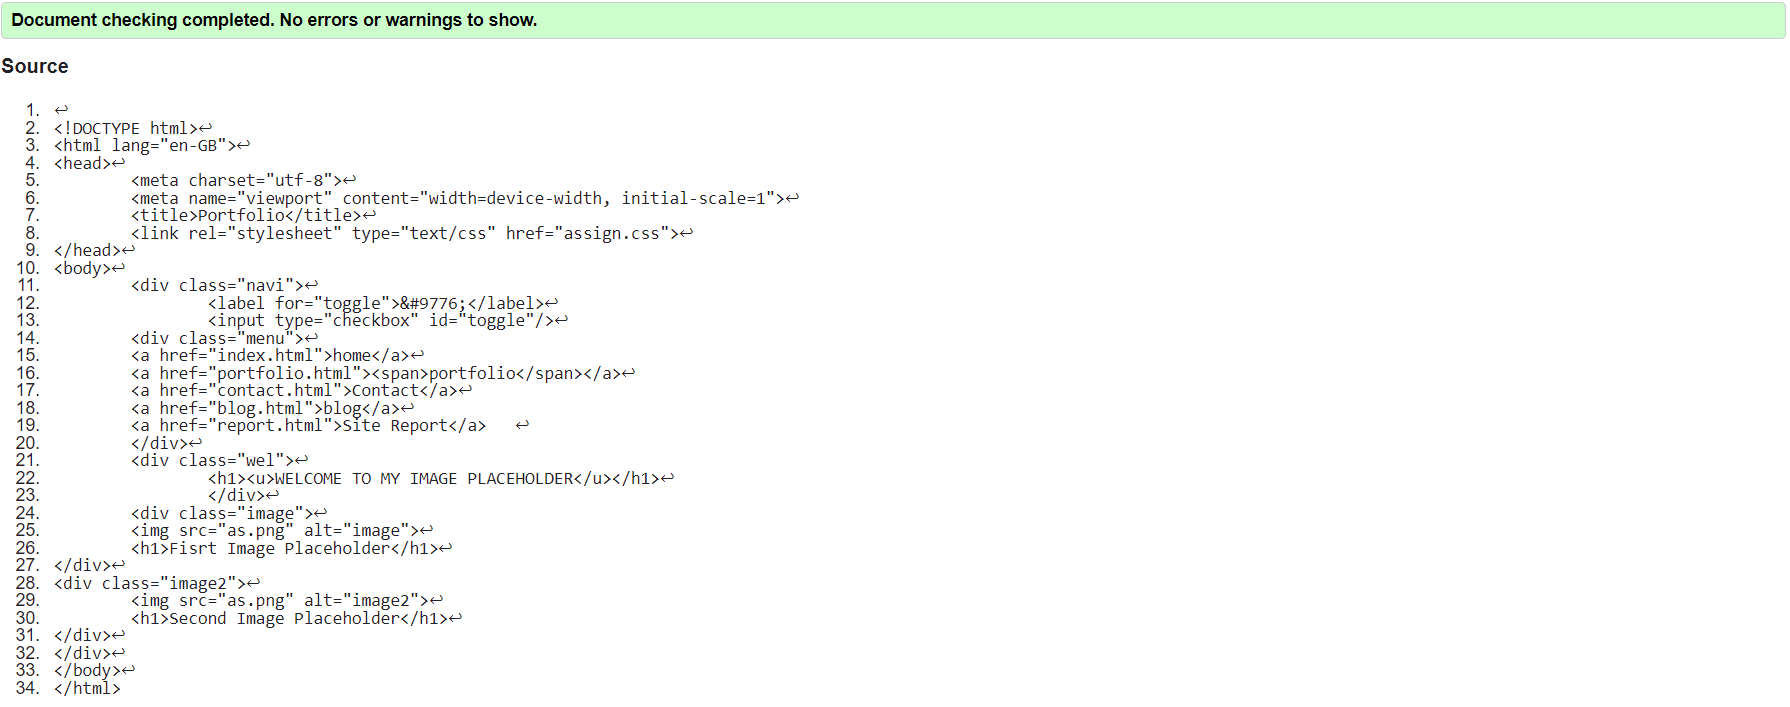 Document checking completed. No errors or warnings to show.
Source
1. ↩
2. <!DOCTYPE html>↩
3. <html lang="en-GB">↩
4. <head>↩
5. <meta charset="utf-8">↩
6. <meta name="viewport" content="width=device-width, initial-scale=1">↩
7. <title>Portfolio</title>↩
8. <link rel="stylesheet" type="text/css" href="assign.css">↩
9. </head>↩
10. <body>↩
11. <div class="navi">↩
12. <label for="toggle">&#9776;</label>↩
13. <input type="checkbox" id="toggle"/>↩
14. <div class="menu">↩
15. <a href="index.html">home</a>↩
16. <a href="portfolio.html"><span>portfolio</span></a>↩
17. <a href="contact.html">Contact</a>↩
18. <a href="blog.html">blog</a>↩
19. <a href="report.html">Site Report</a> ↩
20. </div>↩
21. <div class="wel">↩
22. <h1><u>WELCOME TO MY IMAGE PLACEHOLDER</u></h1>↩
23. </div>↩
24. <div class="image">↩
25. <img src="as.png" alt="image">↩
26. <h1>Fisrt Image Placeholder</h1>↩
27. </div>↩
28. <div class="image2">↩
29. <img src="as.png" alt="image2">↩
30. <h1>Second Image Placeholder</h1>↩
31. </div>↩
32. </div>↩
33. </body>↩
34. </html>